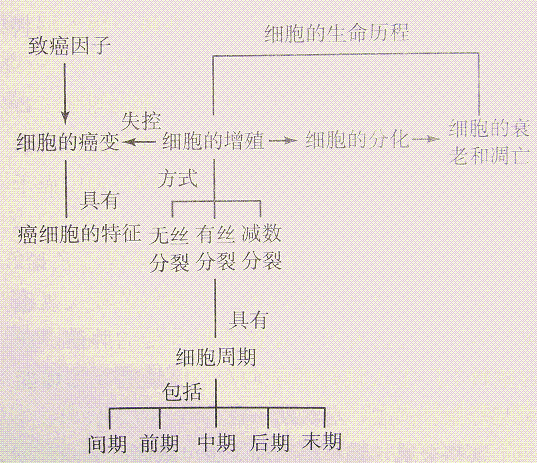 细胞的生命历程
致癌因子
失控
细胞的癌变
细胞的增殖
细胞的分化
细胞的衰
老和凋亡
方式
具有
癌细胞的特征
无丝
分裂
有丝
分裂
减数
分裂
具有
细胞周期
包括
间期
前期
中期
后期
末期